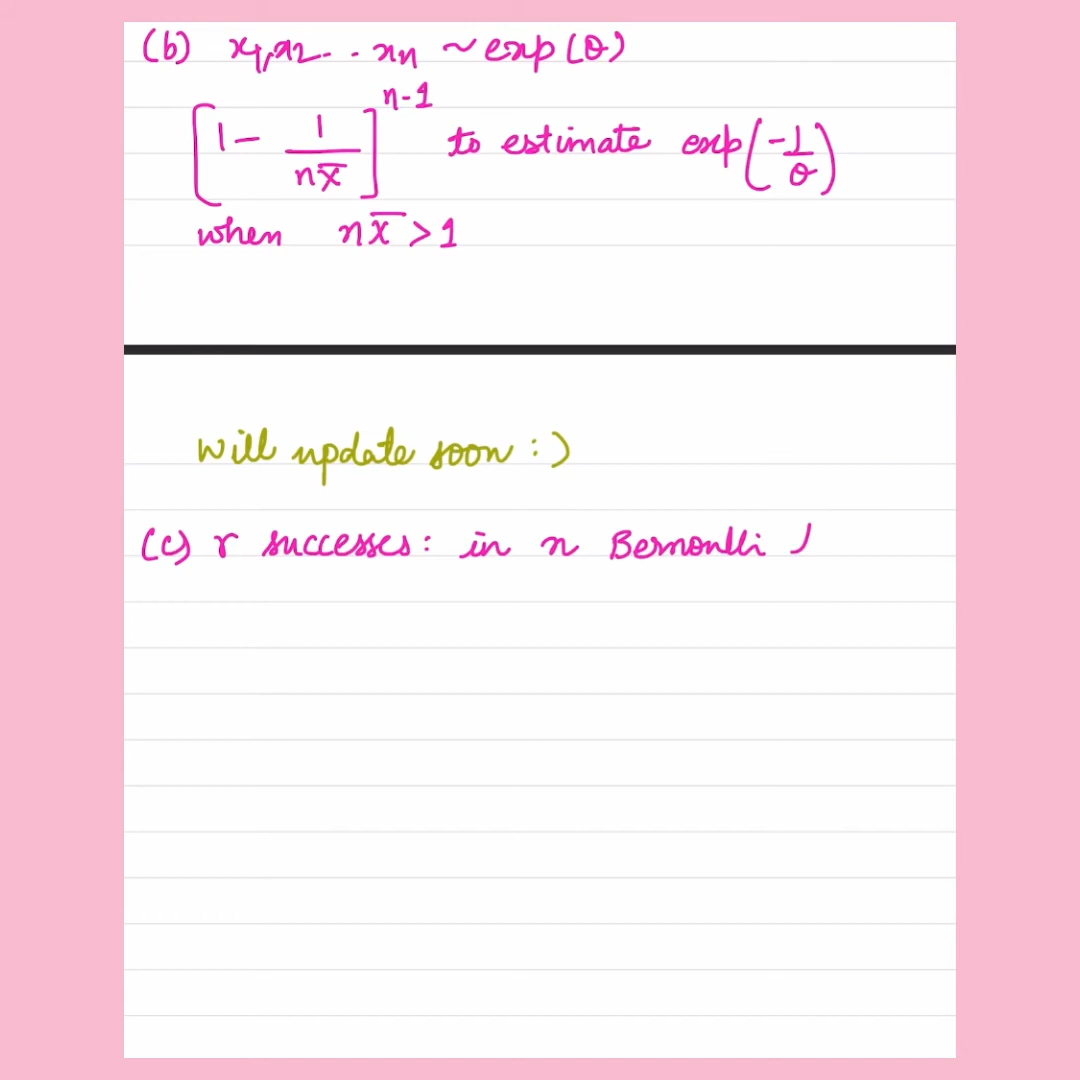 (b) x1, x2 - . xn ~ exp(θ)
[1 - 1/(nx̄)]^(n-1) to estimate exp(-1/θ)
when nx̄ > 1
will update soon :)
(c) r successes: in n Bernoulli